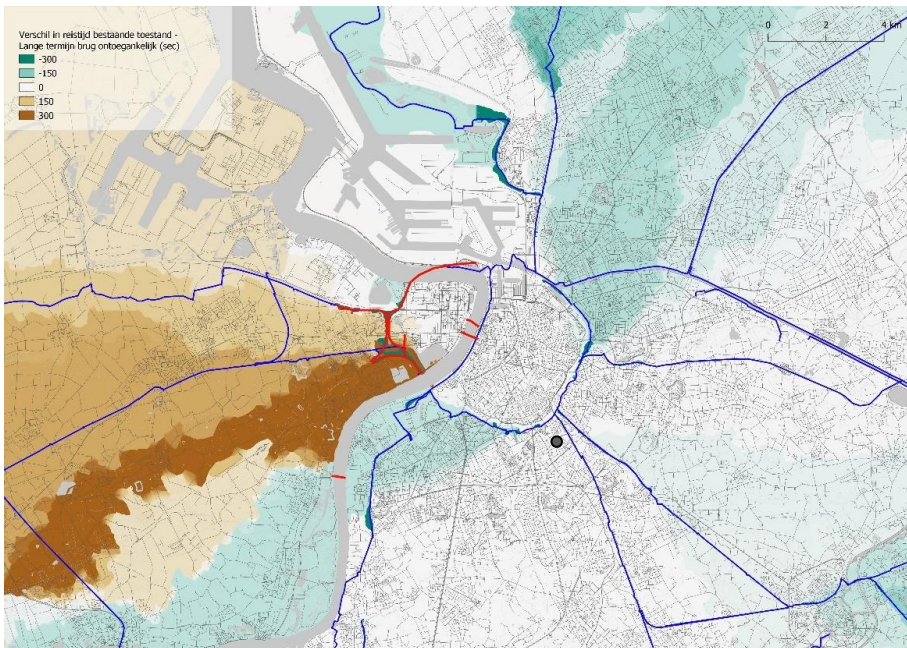 Verschil in reistijd bestaande toestand -
Lange termijn brug ontoegankelijk (sec)
-300
-150
0
150
300
0 2 4 km